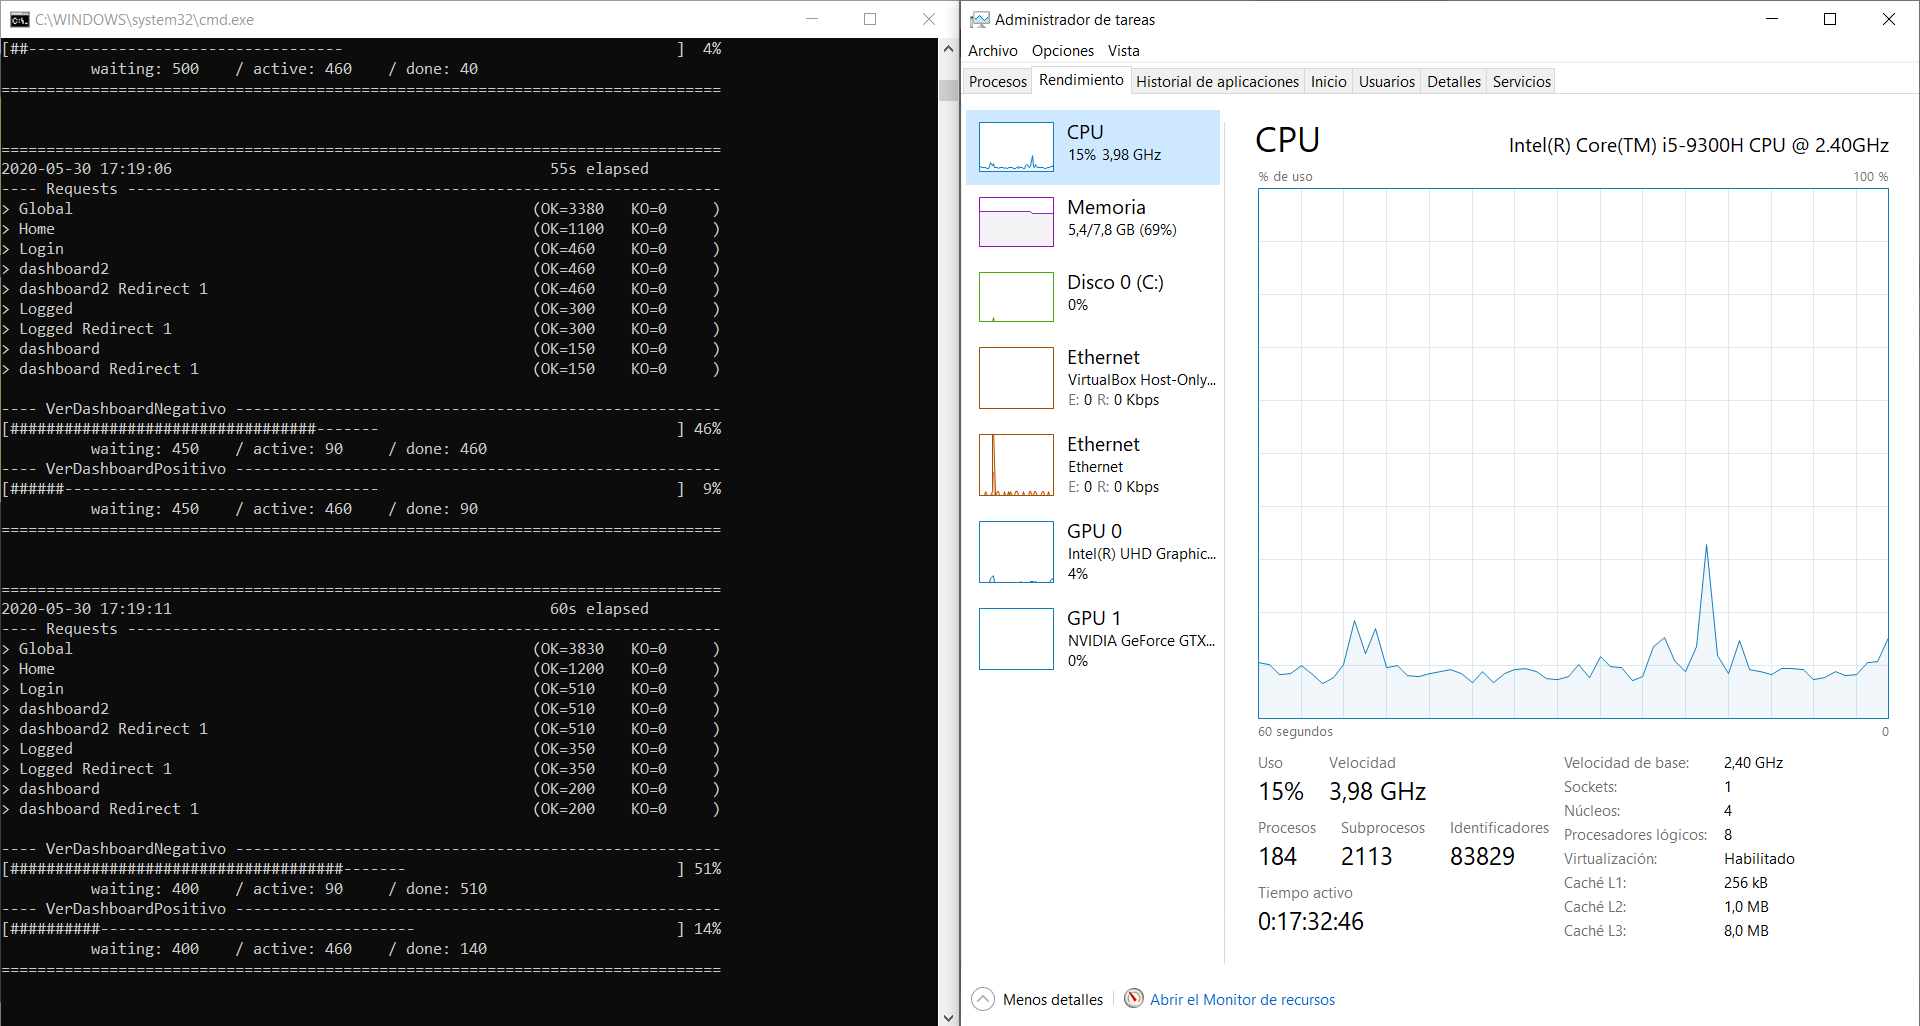 C:\WINDOWS\system32\cmd.exe
[##-----------------------------------                                     ]  4%
          waiting: 500    / active: 460    / done: 40
================================================================================
================================================================================
2020-05-30 17:19:06                                          55s elapsed
---- Requests ------------------------------------------------------------------
> Global                                                   (OK=3380   KO=0     )
> Home                                                     (OK=1100   KO=0     )
> Login                                                    (OK=460    KO=0     )
> dashboard2                                               (OK=460    KO=0     )
> dashboard2 Redirect 1                                    (OK=460    KO=0     )
> Logged                                                   (OK=300    KO=0     )
> Logged Redirect 1                                        (OK=300    KO=0     )
> dashboard                                                (OK=150    KO=0     )
> dashboard Redirect 1                                     (OK=150    KO=0     )
---- VerDashboardNegativo ------------------------------------------------------
[##################################-------                                 ] 46%
          waiting: 450    / active: 90     / done: 460
---- VerDashboardPositivo ------------------------------------------------------
[######-----------------------------------                                 ]  9%
          waiting: 450    / active: 460    / done: 90
================================================================================
================================================================================
2020-05-30 17:19:11                                          60s elapsed
---- Requests ------------------------------------------------------------------
> Global                                                   (OK=3830   KO=0     )
> Home                                                     (OK=1200   KO=0     )
> Login                                                    (OK=510    KO=0     )
> dashboard2                                               (OK=510    KO=0     )
> dashboard2 Redirect 1                                    (OK=510    KO=0     )
> Logged                                                   (OK=350    KO=0     )
> Logged Redirect 1                                        (OK=350    KO=0     )
> dashboard                                                (OK=200    KO=0     )
> dashboard Redirect 1                                     (OK=200    KO=0     )
---- VerDashboardNegativo ------------------------------------------------------
[#####################################-------                              ] 51%
          waiting: 400    / active: 90     / done: 510
---- VerDashboardPositivo ------------------------------------------------------
[##########-----------------------------------                             ] 14%
          waiting: 400    / active: 460    / done: 140
================================================================================
Administrador de tareas
Archivo Opciones Vista
Procesos Rendimiento Historial de aplicaciones Inicio Usuarios Detalles Servicios
CPU
15% 3,98 GHz
Memoria
5,4/7,8 GB (69%)
Disco 0 (C:)
0%
Ethernet
VirtualBox Host-Only...
E: 0 R: 0 Kbps
Ethernet
Ethernet
E: 0 R: 0 Kbps
GPU 0
Intel(R) UHD Graphic...
4%
GPU 1
NVIDIA GeForce GTX...
0%
CPU Intel(R) Core(TM) i5-9300H CPU @ 2.40GHz
% de uso 100 %
60 segundos 0
Uso Velocidad
15% 3,98 GHz
Procesos Subprocesos Identificadores
184 2113 83829
Tiempo activo
0:17:32:46
Velocidad de base: 2,40 GHz
Sockets: 1
Núcleos: 4
Procesadores lógicos: 8
Virtualización: Habilitado
Caché L1: 256 kB
Caché L2: 1,0 MB
Caché L3: 8,0 MB
Menos detalles Abrir el Monitor de recursos